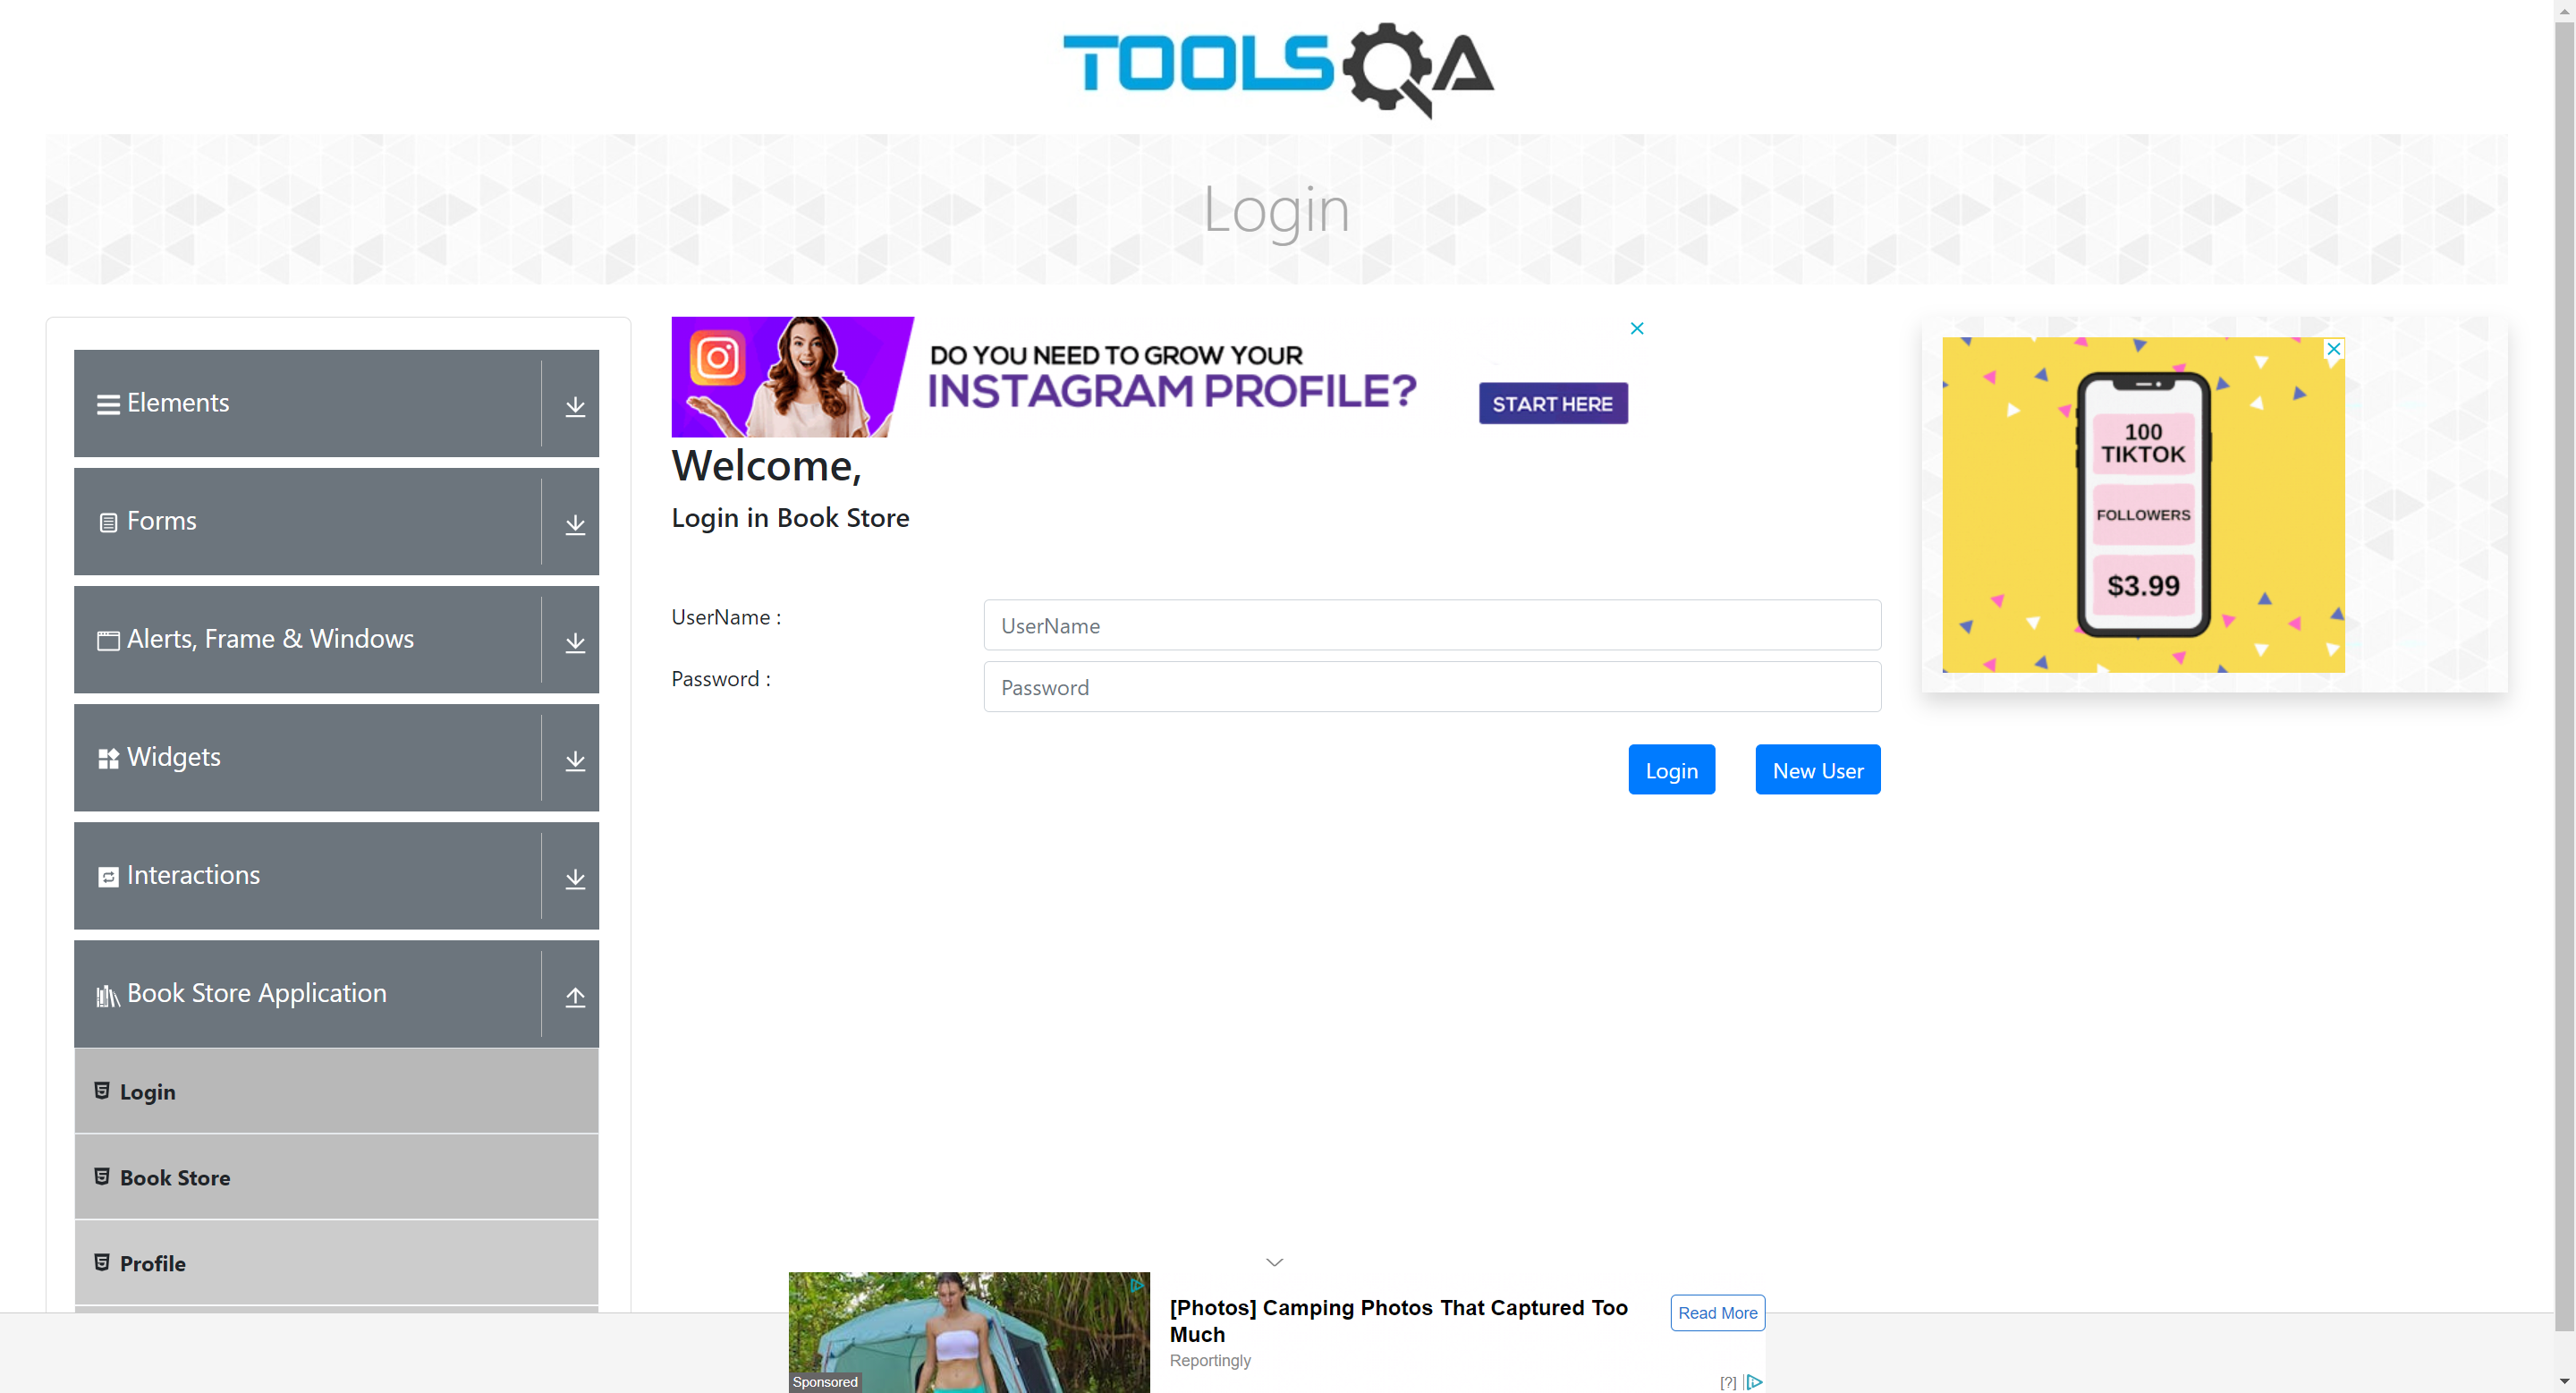 TOOLSQA
Login
Elements
Forms
Alerts, Frame & Windows
Widgets
Interactions
Book Store Application
Login
Book Store
Profile
DO YOU NEED TO GROW YOUR
INSTAGRAM PROFILE?
START HERE
Welcome,
Login in Book Store
UserName :
UserName
Password :
Password
Login
New User
100
TIKTOK
FOLLOWERS
$3.99
[Photos] Camping Photos That Captured Too
Much
Reportingly
Read More
Sponsored
[?]